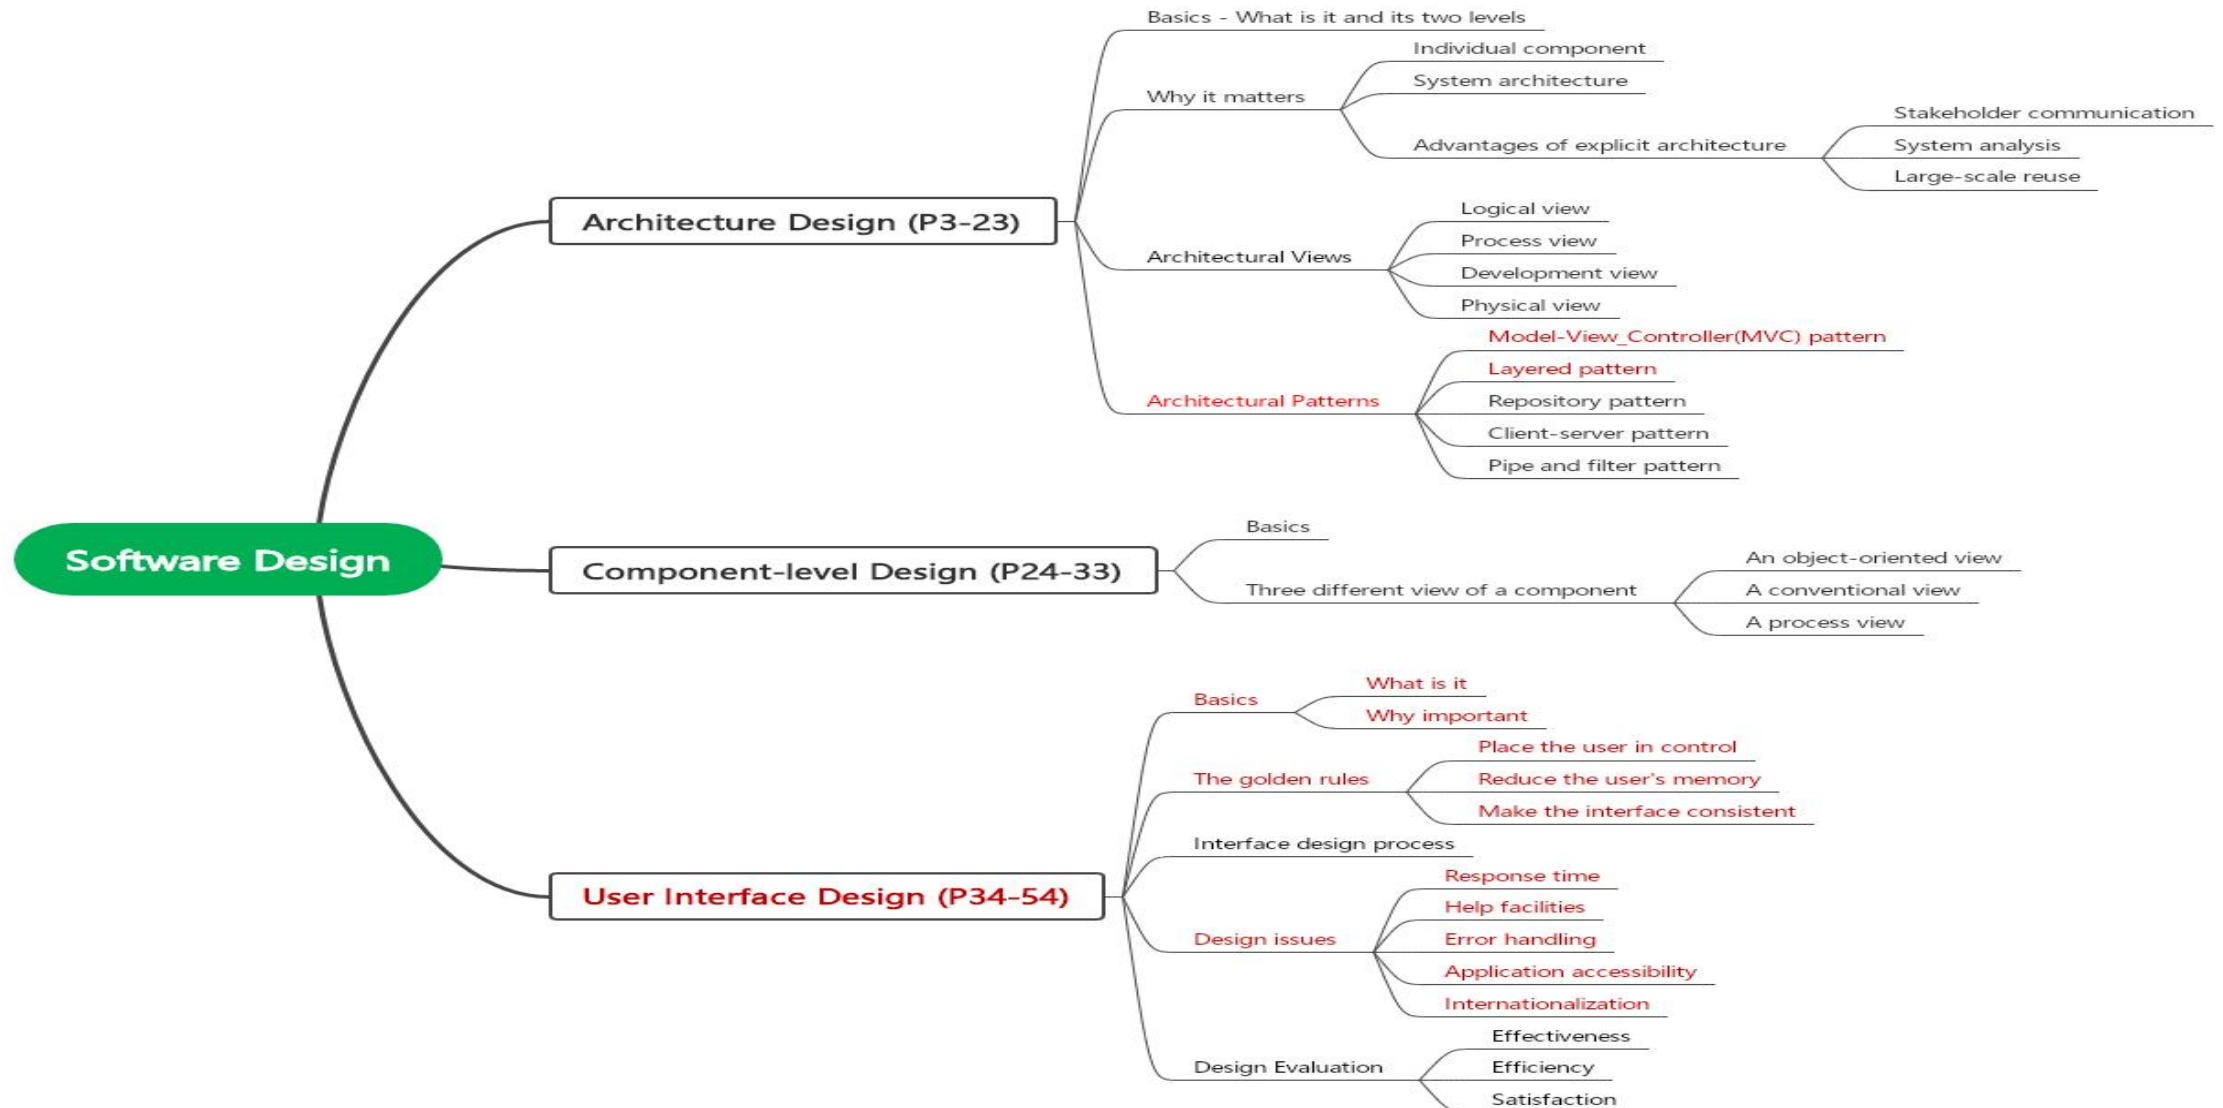 Software Design
Architecture Design (P3-23)
Basics - What is it and its two levels
Why it matters
Individual component
System architecture
Advantages of explicit architecture
Stakeholder communication
System analysis
Large-scale reuse
Architectural Views
Logical view
Process view
Development view
Physical view
Architectural Patterns
Model-View_Controller(MVC) pattern
Layered pattern
Repository pattern
Client-server pattern
Pipe and filter pattern
Component-level Design (P24-33)
Basics
Three different view of a component
An object-oriented view
A conventional view
A process view
User Interface Design (P34-54)
Basics
What is it
Why important
The golden rules
Place the user in control
Reduce the user's memory
Make the interface consistent
Interface design process
Design issues
Response time
Help facilities
Error handling
Application accessibility
Internationalization
Design Evaluation
Effectiveness
Efficiency
Satisfaction